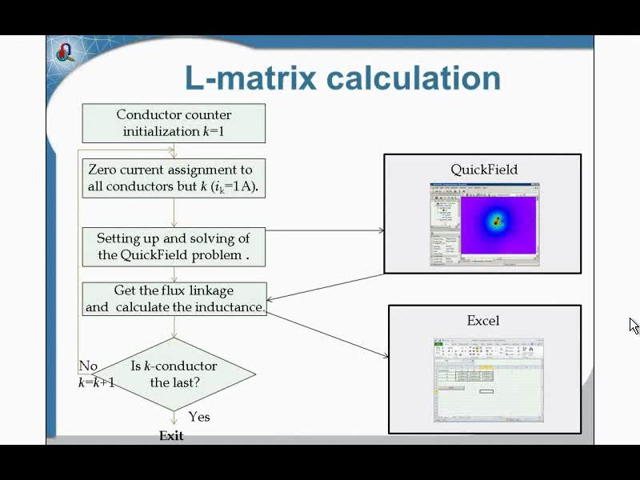 L-matrix calculation
Conductor counter
initialization k=1
Zero current assignment to
all conductors but k (ik=1A).
Setting up and solving of
the QuickField problem .
Get the flux linkage
and calculate the inductance.
Is k-conductor
the last?
No
k=k+1
Yes
Exit
QuickField
Excel